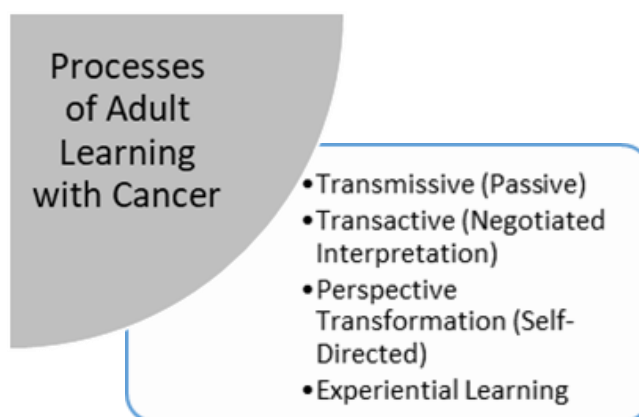 Processes
of Adult
Learning
with Cancer
•Transmissive (Passive)
•Transactive (Negotiated
Interpretation)
•Perspective
Transformation (Self-
Directed)
•Experiential Learning